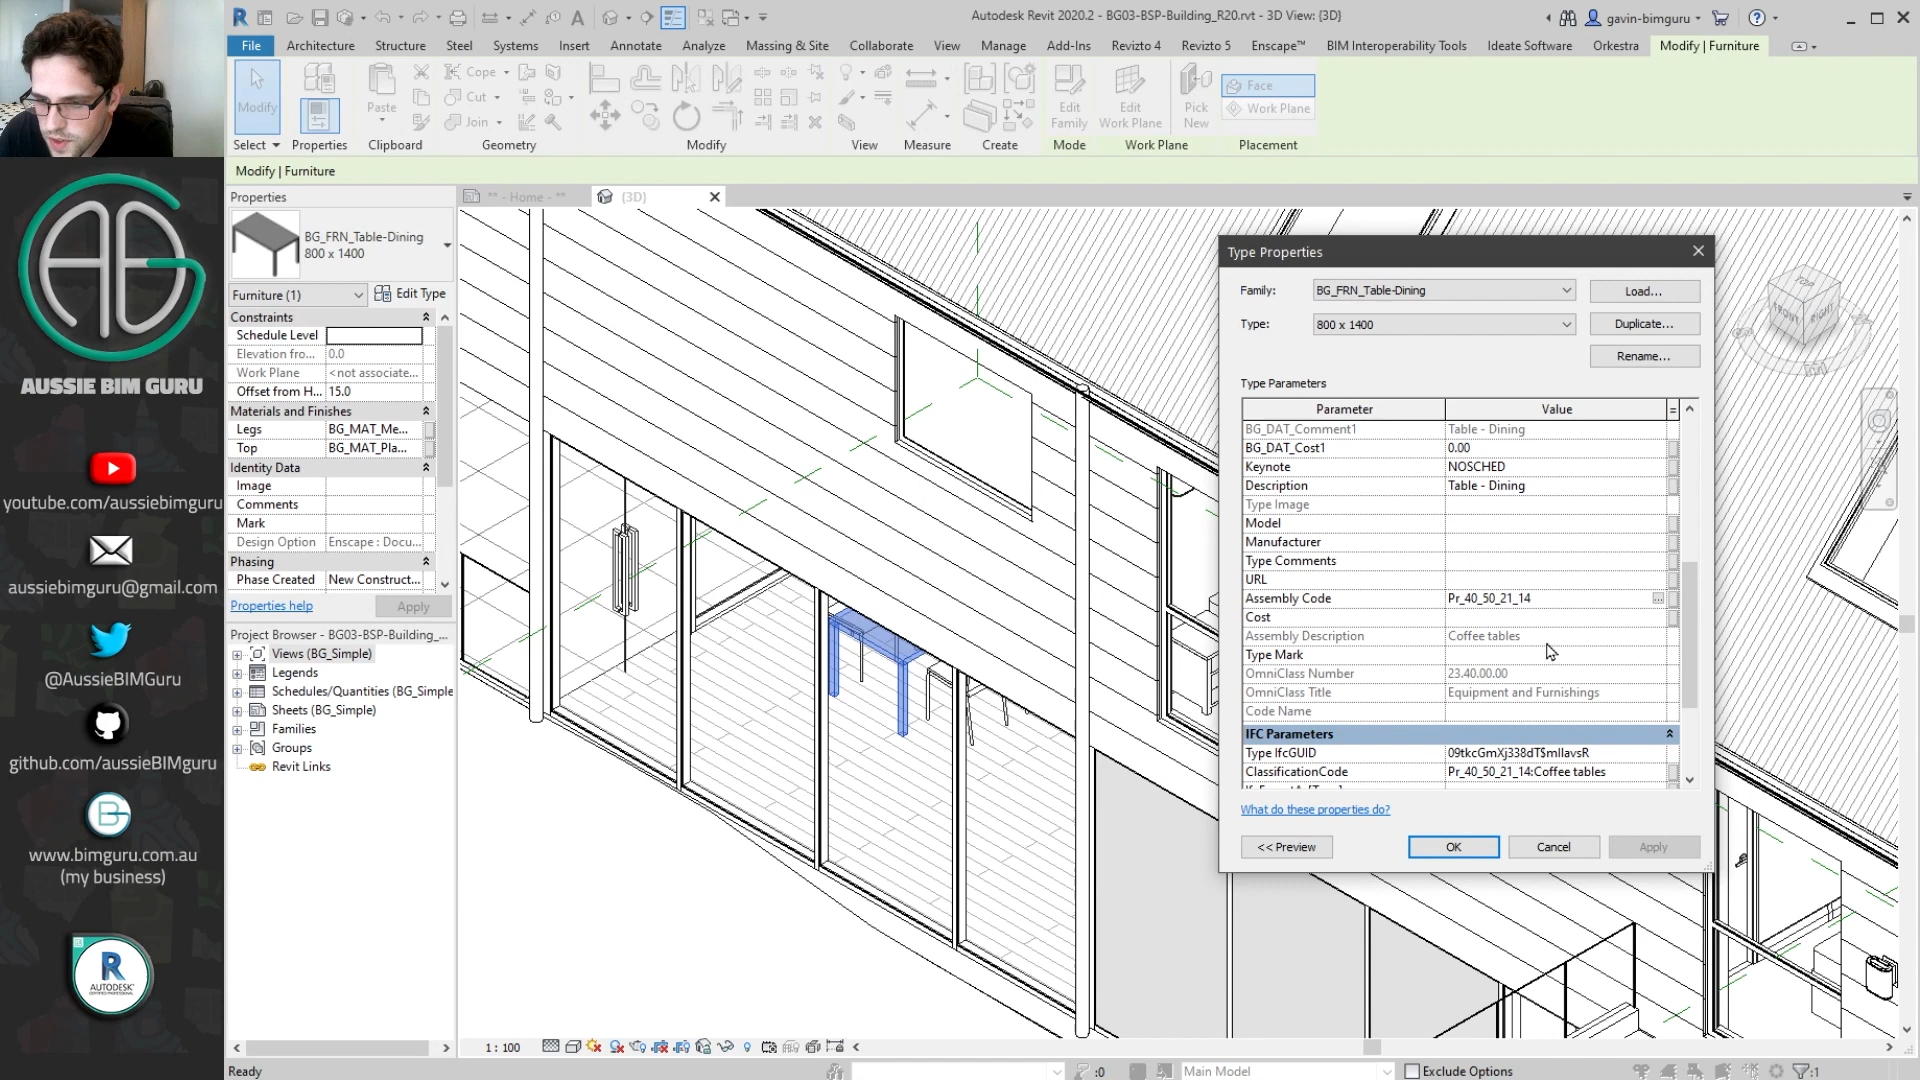 Autodesk Revit 2020.2 - BG03-BSP-Building_R20.rvt - 3D View: {3D}
gavin-bimguru
File
Architecture
Structure
Steel
Systems
Insert
Annotate
Analyze
Massing & Site
Collaborate
View
Manage
Add-Ins
Revizto 4
Revizto 5
Enscape™
BIM Interoperability Tools
Ideate Software
Orkestra
Modify | Furniture
Modify
Paste
Cope
Cut
Join
Edit Family
Edit Work Plane
Pick New
Face
Work Plane
Select
Properties
Clipboard
Geometry
Modify
View
Measure
Create
Mode
Work Plane
Placement
Modify | Furniture
AUSSIE BIM GURU
youtube.com/aussiebimguru
aussiebimguru@gmail.com
@AussieBIMGuru
github.com/aussieBIMguru
www.bimguru.com.au
(my business)
R
AUTODESK
Properties
BG_FRN_Table-Dining
800 x 1400
Furniture (1)
Edit Type
Constraints
Schedule Level
Elevation fro... 0.0
Work Plane <not associate...
Offset from H... 15.0
Materials and Finishes
Legs BG_MAT_Me...
Top BG_MAT_Pla...
Identity Data
Image
Comments
Mark
Design Option Enscape : Docu...
Phasing
Phase Created New Construct...
Properties help
Apply
Project Browser - BG03-BSP-Building_...
Views (BG_Simple)
Legends
Schedules/Quantities (BG_Simple
Sheets (BG_Simple)
Families
Groups
Revit Links
** - Home - **
{3D}
TOP
FRONT
RIGHT
Type Properties
Family: BG_FRN_Table-Dining Load...
Type: 800 x 1400 Duplicate...
Rename...
Type Parameters
Parameter Value =
BG_DAT_Comment1 Table - Dining
BG_DAT_Cost1 0.00
Keynote NOSCHED
Description Table - Dining
Type Image
Model
Manufacturer
Type Comments
URL
Assembly Code Pr_40_50_21_14
Cost
Assembly Description Coffee tables
Type Mark
OmniClass Number 23.40.00.00
OmniClass Title Equipment and Furnishings
Code Name
IFC Parameters
Type IfcGUID 09tkcGmXj338dT$mIIavsR
ClassificationCode Pr_40_50_21_14:Coffee tables
What do these properties do?
<< Preview
OK
Cancel
Apply
1 : 100
Ready
:0
Main Model
Exclude Options
:1